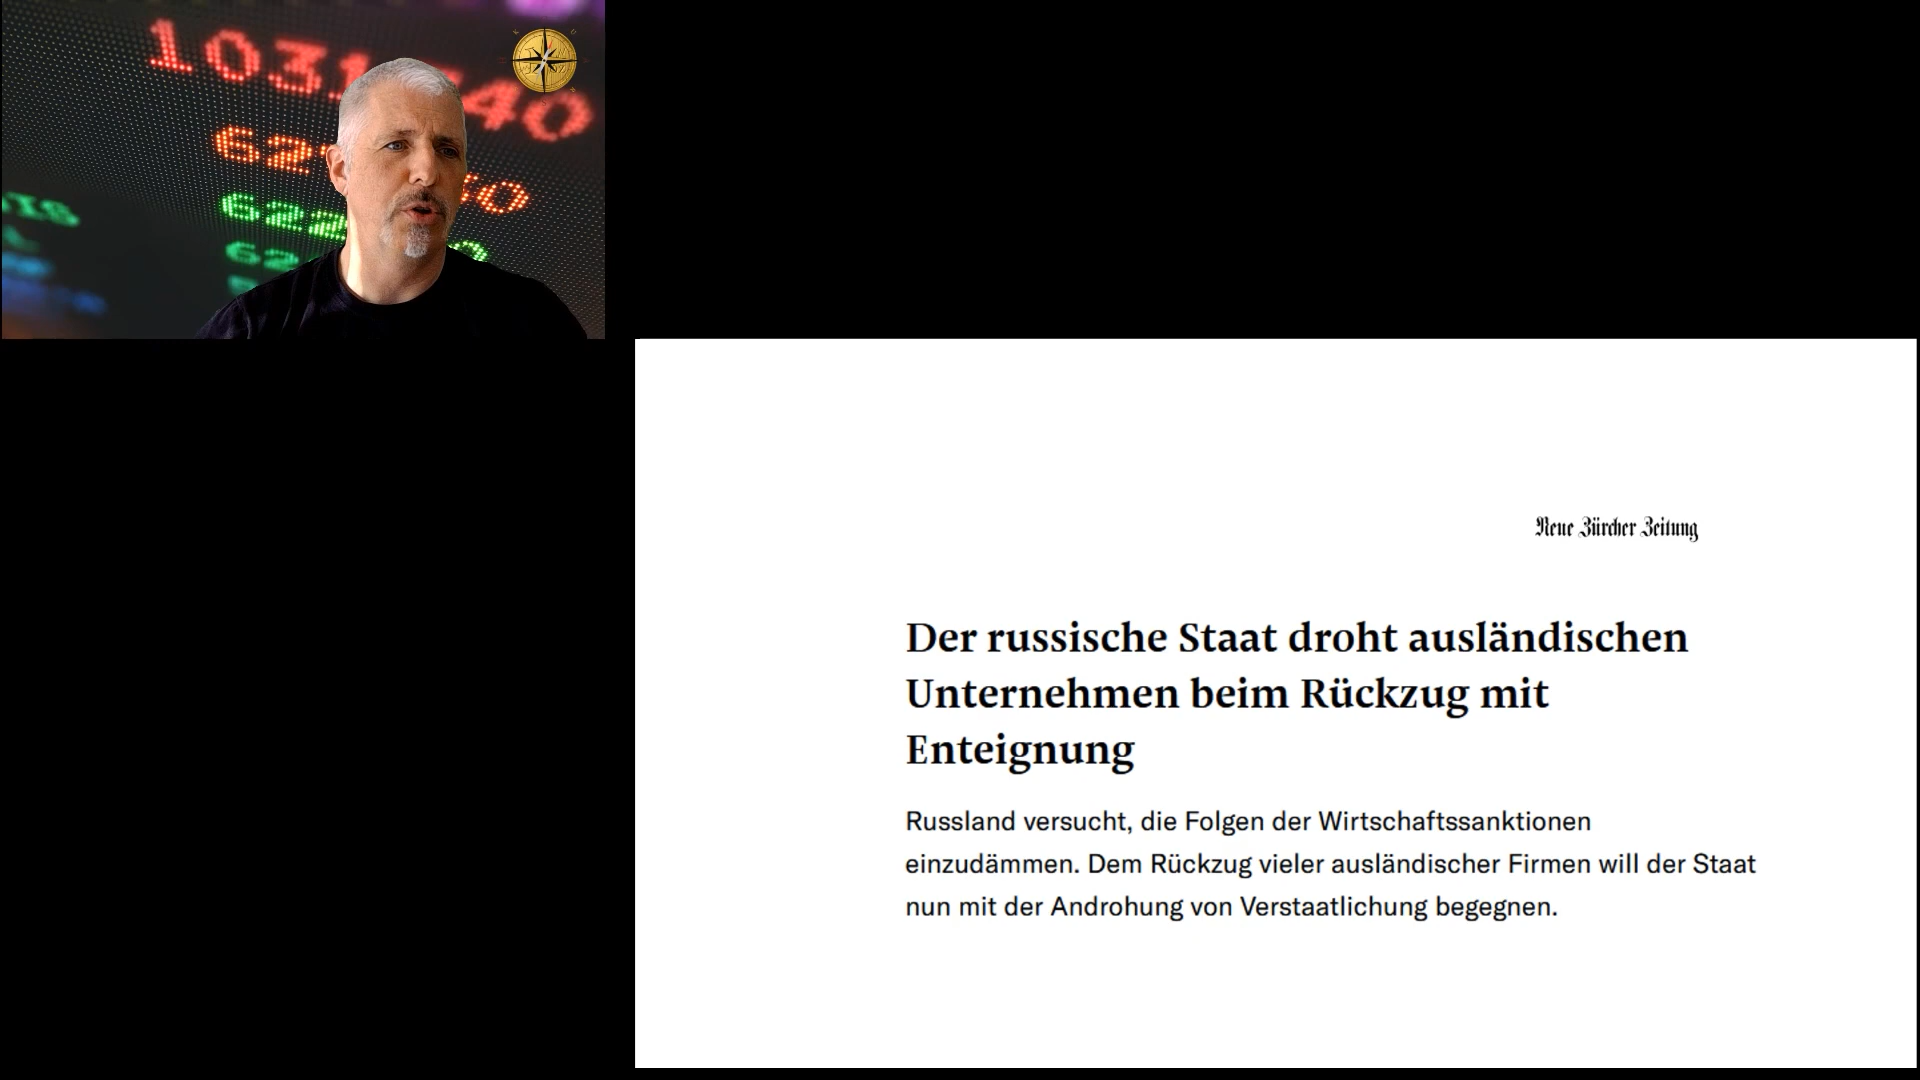 Neue Zürcher Zeitung
Der russische Staat droht ausländischen
Unternehmen beim Rückzug mit
Enteignung
Russland versucht, die Folgen der Wirtschaftssanktionen
einzudämmen. Dem Rückzug vieler ausländischer Firmen will der Staat
nun mit der Androhung von Verstaatlichung begegnen.